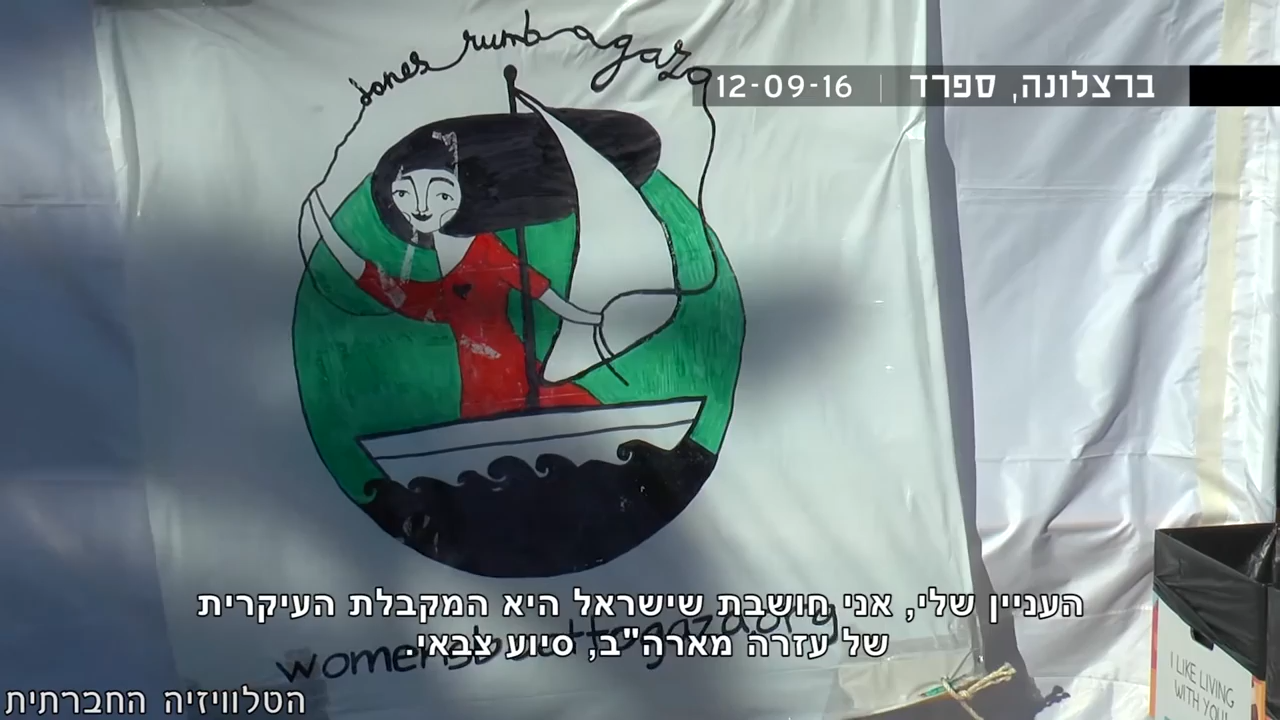 dones rumb a gaza
ברצלונה, ספרד | 12-09-16
העניין שלי, אני חושבת שישראל היא המקבלת העיקרית
של עזרה מארה"ב, סיוע צבאי.
womensboattogaza.org
הטלוויזיה החברתית
I LIKE LIVING
WITH YOU!